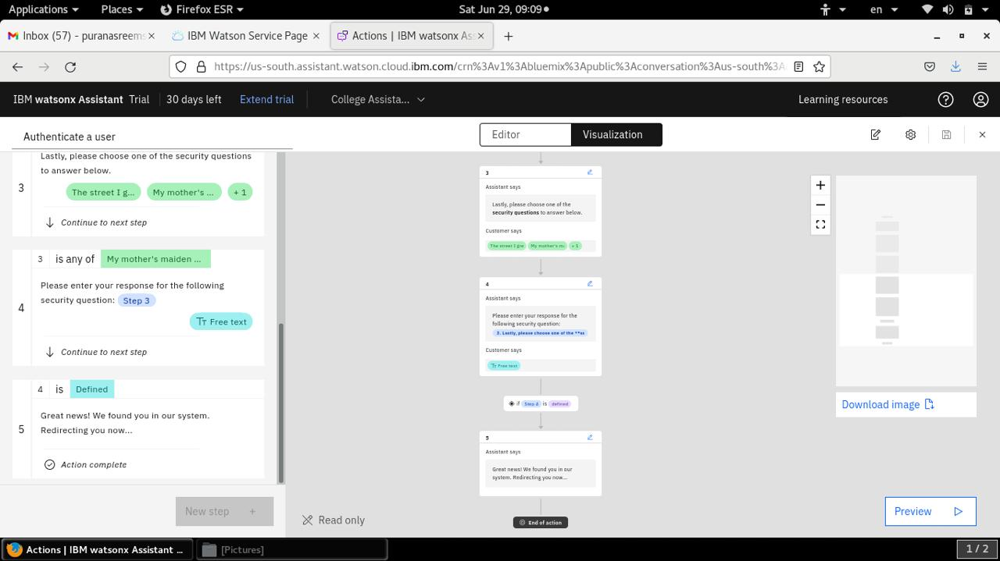 Applications
Places
Firefox ESR
Sat Jun 29, 09:09
en
Inbox (57) - puranasreems
IBM Watson Service Page
Actions | IBM watsonx Ass
https://us-south.assistant.watson.cloud.ibm.com/crn%3Av1%3Abluemix%3Apublic%3Aconversation%3Aus-south%3A
IBM watsonx Assistant Trial
30 days left
Extend trial
College Assista...
Learning resources
Authenticate a user
Editor
Visualization
Lastly, please choose one of the security questions
to answer below.
3
The street I g...
My mother's ...
+ 1
Continue to next step
3 is any of My mother's maiden ...
4
Please enter your response for the following
security question: Step 3
Free text
Continue to next step
4 is Defined
5
Great news! We found you in our system.
Redirecting you now...
Action complete
New step +
3
Assistant says
Lastly, please choose one of the
security questions to answer below.
Customer says
The street I gre
My mother's m
+ 1
4
Assistant says
Please enter your response for the
following security question:
3. Lastly, please choose one of the **se
Customer says
Free text
if Step 4 is defined
5
Assistant says
Great news! We found you in our
system. Redirecting you now...
End of action
Read only
Download image
Preview
Actions | IBM watsonx Assistant ...
[Pictures]
1 / 2